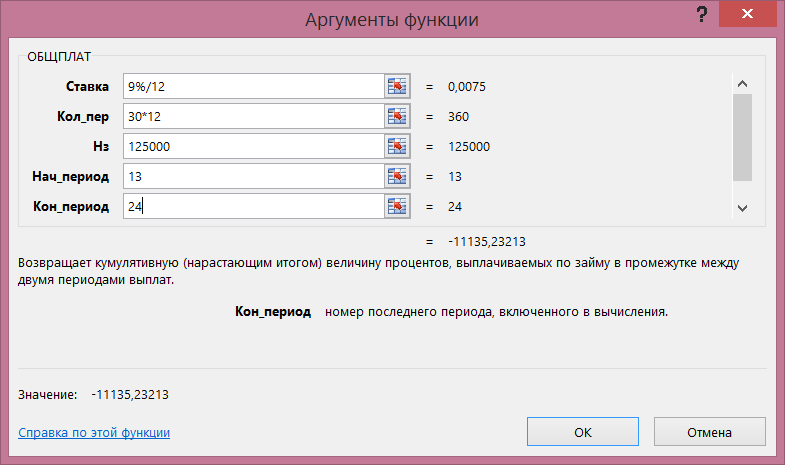 Аргументы функции
?
ОБЩПЛАТ
Ставка 9%/12 = 0,0075
Кол_пер 30*12 = 360
Нз 125000 = 125000
Нач_период 13 = 13
Кон_период 24 = 24
= -11135,23213
Возвращает кумулятивную (нарастающим итогом) величину процентов, выплачиваемых по займу в промежутке между
двумя периодами выплат.
Кон_период номер последнего периода, включенного в вычисления.
Значение: -11135,23213
Справка по этой функции
ОК
Отмена